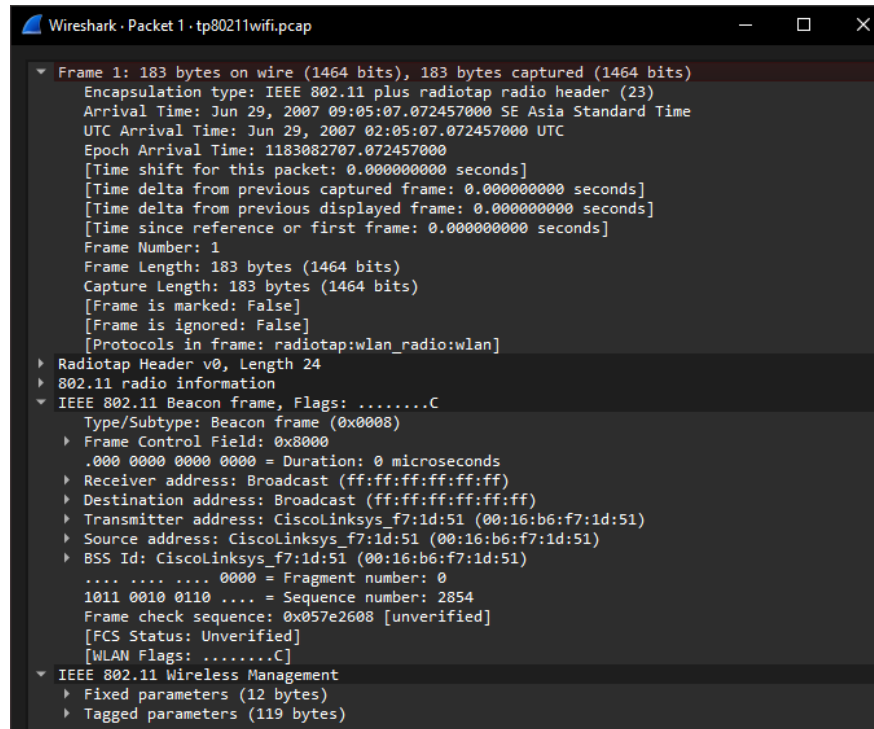 Wireshark · Packet 1 · tp80211wifi.pcap
Frame 1: 183 bytes on wire (1464 bits), 183 bytes captured (1464 bits)
Encapsulation type: IEEE 802.11 plus radiotap radio header (23)
Arrival Time: Jun 29, 2007 09:05:07.072457000 SE Asia Standard Time
UTC Arrival Time: Jun 29, 2007 02:05:07.072457000 UTC
Epoch Arrival Time: 1183082707.072457000
[Time shift for this packet: 0.000000000 seconds]
[Time delta from previous captured frame: 0.000000000 seconds]
[Time delta from previous displayed frame: 0.000000000 seconds]
[Time since reference or first frame: 0.000000000 seconds]
Frame Number: 1
Frame Length: 183 bytes (1464 bits)
Capture Length: 183 bytes (1464 bits)
[Frame is marked: False]
[Frame is ignored: False]
[Protocols in frame: radiotap:wlan_radio:wlan]
Radiotap Header v0, Length 24
802.11 radio information
IEEE 802.11 Beacon frame, Flags: ........C
Type/Subtype: Beacon frame (0x0008)
Frame Control Field: 0x8000
.000 0000 0000 0000 = Duration: 0 microseconds
Receiver address: Broadcast (ff:ff:ff:ff:ff:ff)
Destination address: Broadcast (ff:ff:ff:ff:ff:ff)
Transmitter address: CiscoLinksys_f7:1d:51 (00:16:b6:f7:1d:51)
Source address: CiscoLinksys_f7:1d:51 (00:16:b6:f7:1d:51)
BSS Id: CiscoLinksys_f7:1d:51 (00:16:b6:f7:1d:51)
.... .... .... 0000 = Fragment number: 0
1011 0010 0110 .... = Sequence number: 2854
Frame check sequence: 0x057e2608 [unverified]
[FCS Status: Unverified]
[WLAN Flags: ........C]
IEEE 802.11 Wireless Management
Fixed parameters (12 bytes)
Tagged parameters (119 bytes)